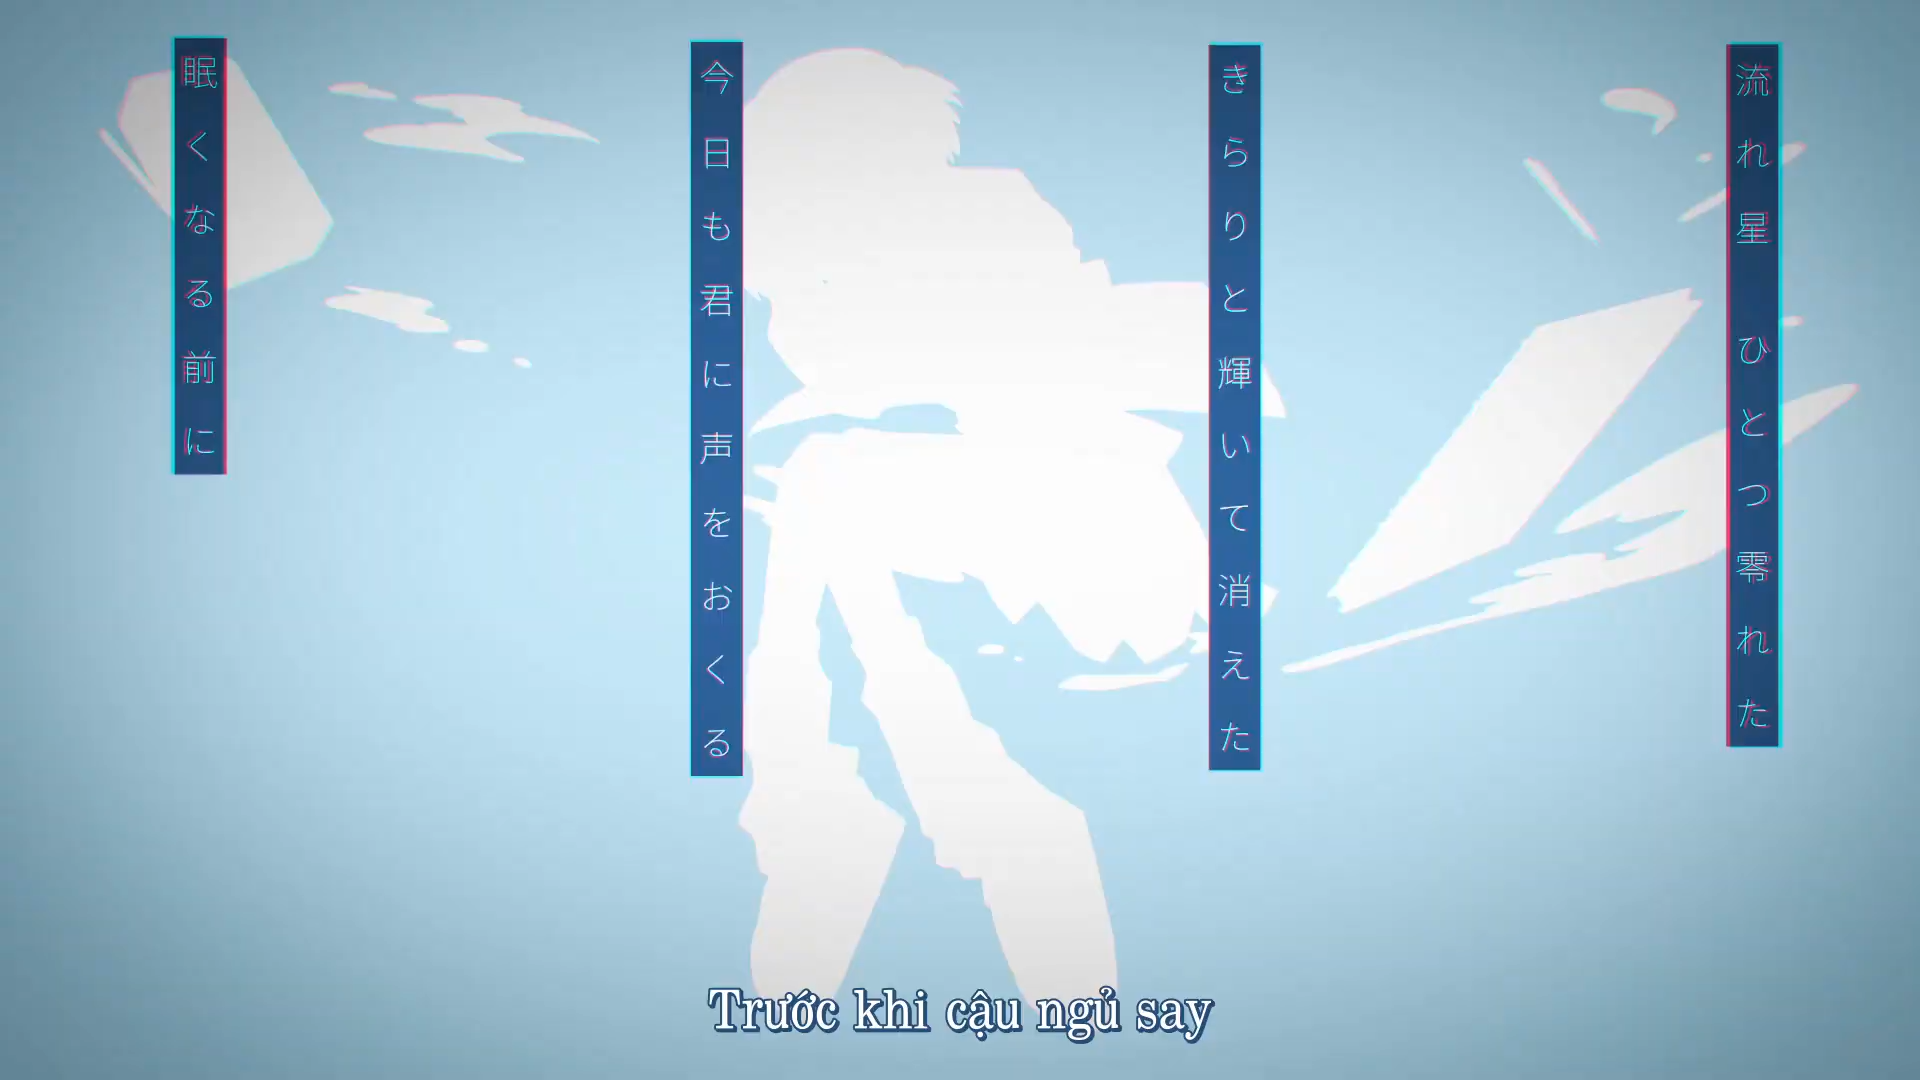 流れ星 ひとつ零れた
きらりと輝いて消えた
今日も君に声をおくる
眠くなる前に
Trước khi cậu ngủ say